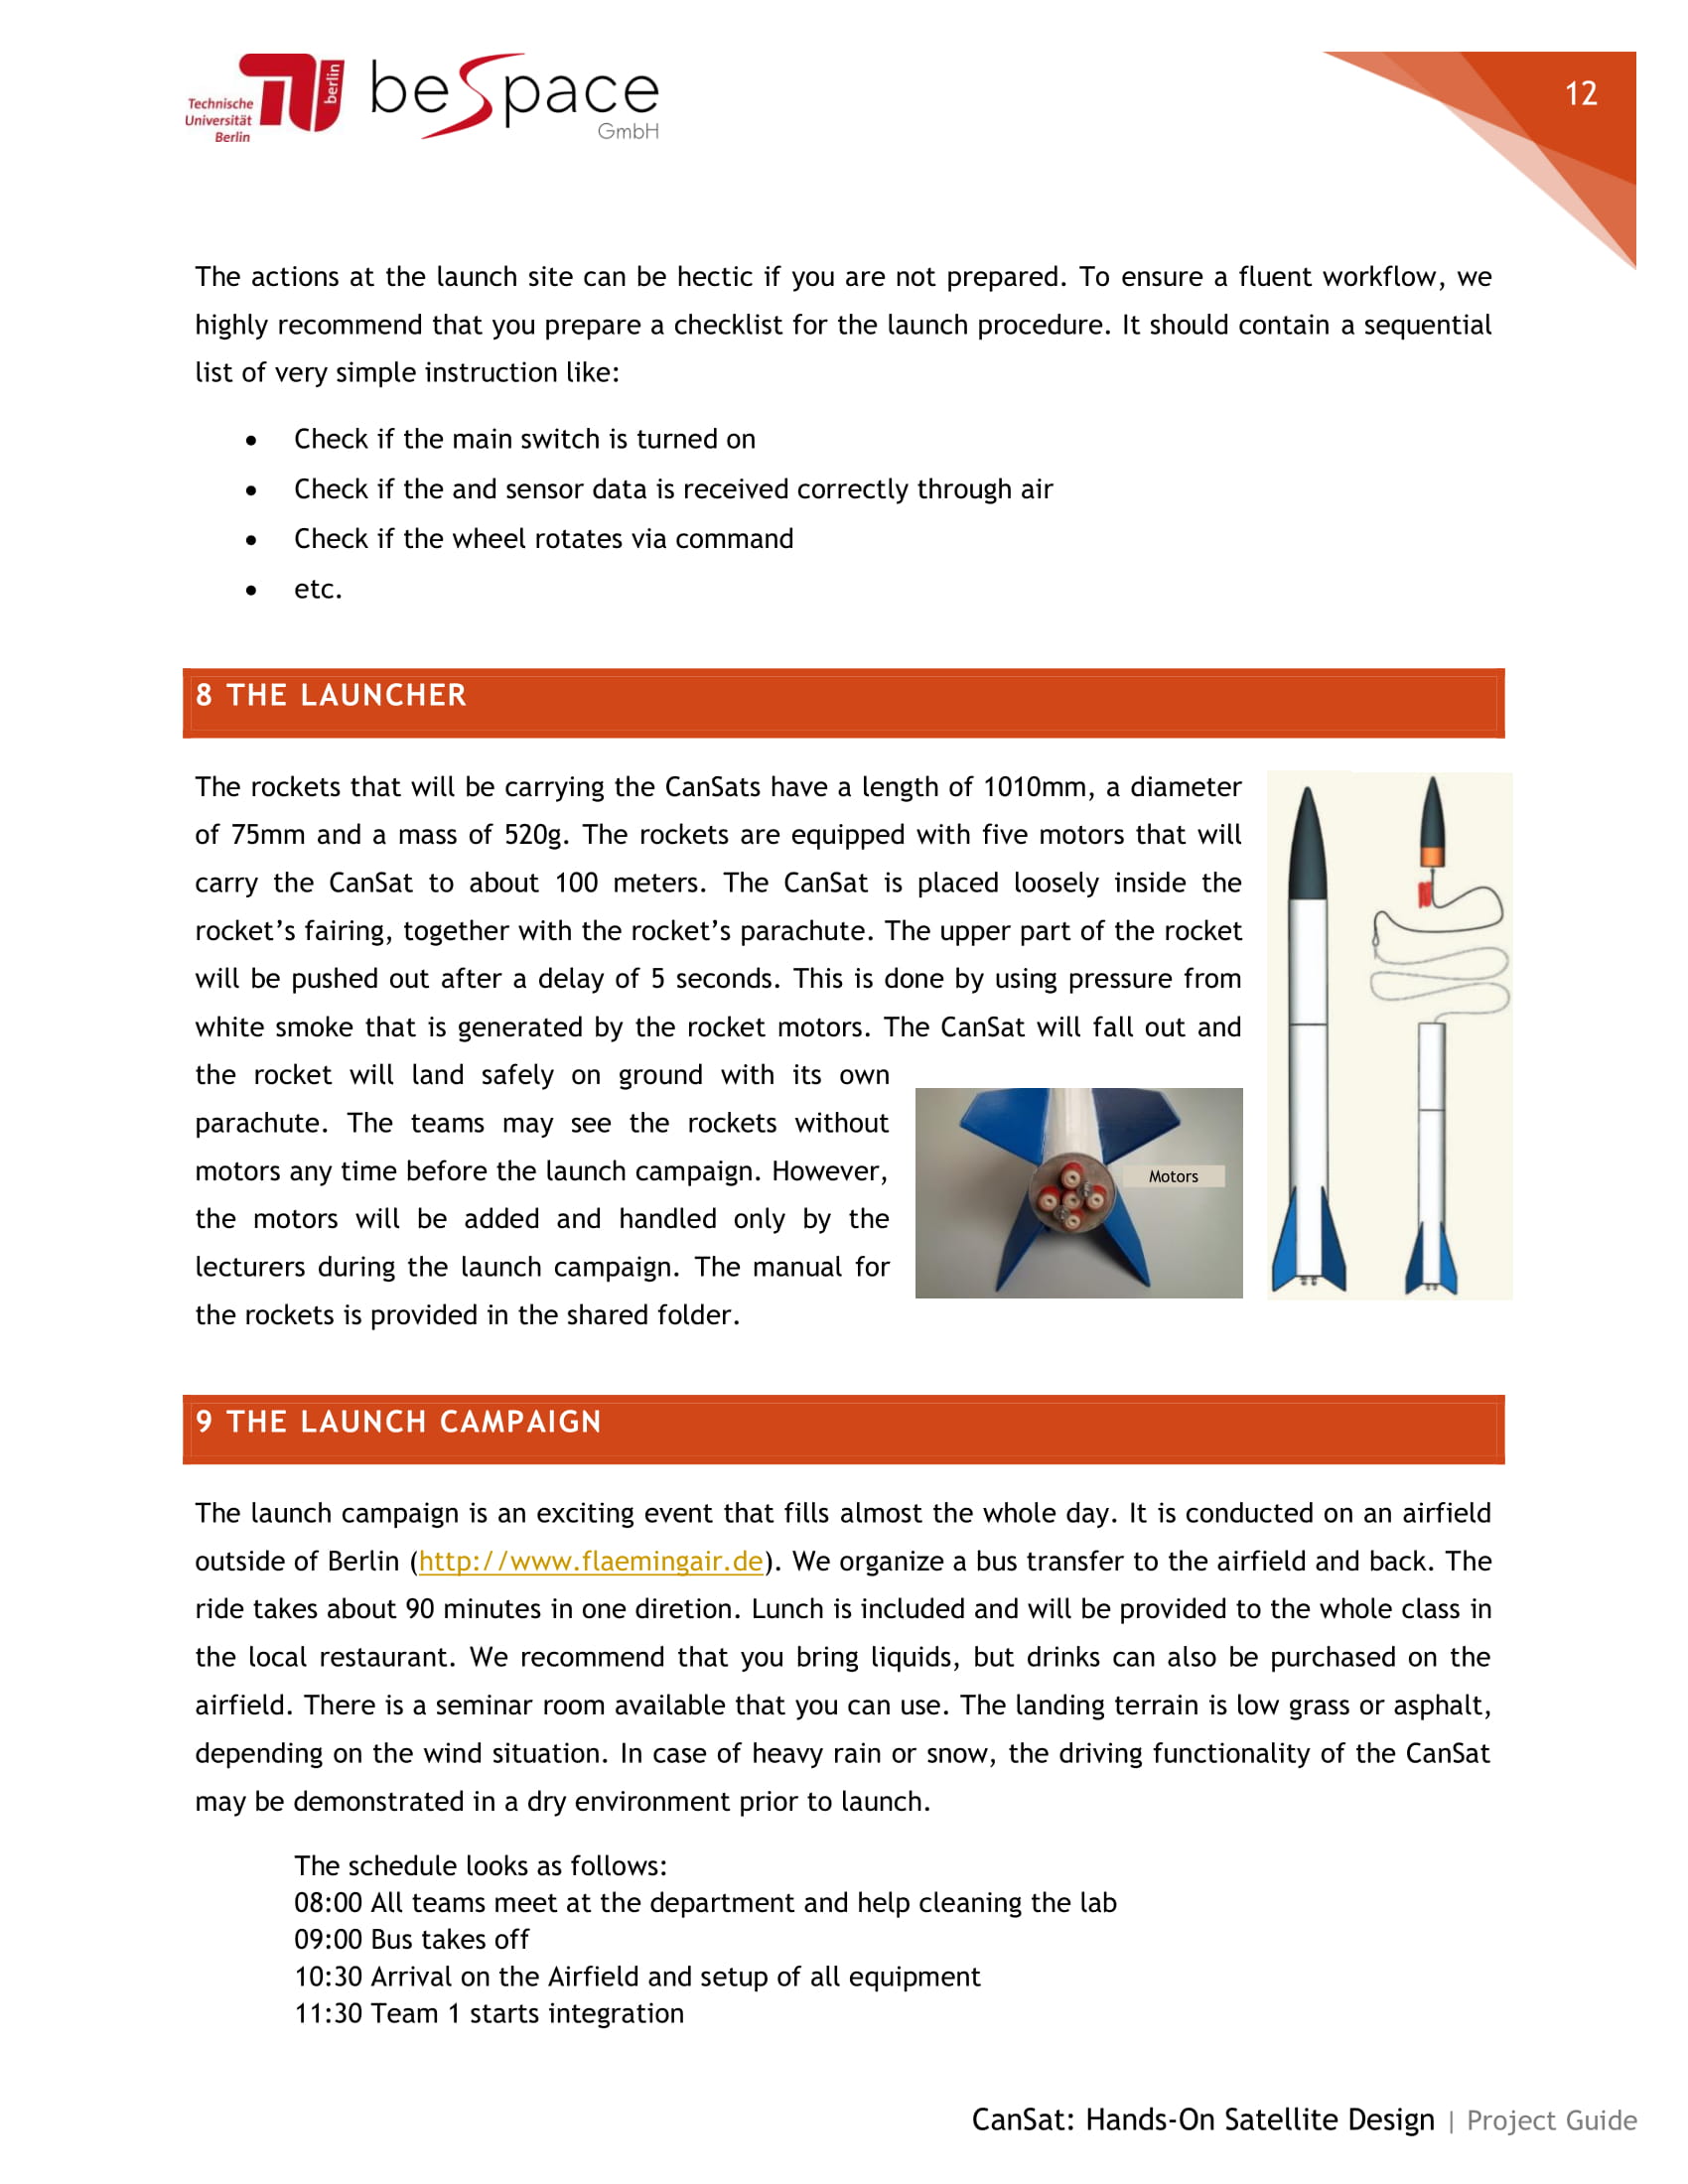 Technische
Universität
Berlin
berlin
beSpace
GmbH
12
The actions at the launch site can be hectic if you are not prepared. To ensure a fluent workflow, we
highly recommend that you prepare a checklist for the launch procedure. It should contain a sequential
list of very simple instruction like:
• Check if the main switch is turned on
• Check if the and sensor data is received correctly through air
• Check if the wheel rotates via command
• etc.
8 THE LAUNCHER
The rockets that will be carrying the CanSats have a length of 1010mm, a diameter
of 75mm and a mass of 520g. The rockets are equipped with five motors that will
carry the CanSat to about 100 meters. The CanSat is placed loosely inside the
rocket’s fairing, together with the rocket’s parachute. The upper part of the rocket
will be pushed out after a delay of 5 seconds. This is done by using pressure from
white smoke that is generated by the rocket motors. The CanSat will fall out and
the rocket will land safely on ground with its own
parachute. The teams may see the rockets without
motors any time before the launch campaign. However,
the motors will be added and handled only by the
lecturers during the launch campaign. The manual for
the rockets is provided in the shared folder.
Motors
9 THE LAUNCH CAMPAIGN
The launch campaign is an exciting event that fills almost the whole day. It is conducted on an airfield
outside of Berlin (http://www.flaemingair.de). We organize a bus transfer to the airfield and back. The
ride takes about 90 minutes in one diretion. Lunch is included and will be provided to the whole class in
the local restaurant. We recommend that you bring liquids, but drinks can also be purchased on the
airfield. There is a seminar room available that you can use. The landing terrain is low grass or asphalt,
depending on the wind situation. In case of heavy rain or snow, the driving functionality of the CanSat
may be demonstrated in a dry environment prior to launch.
The schedule looks as follows:
08:00 All teams meet at the department and help cleaning the lab
09:00 Bus takes off
10:30 Arrival on the Airfield and setup of all equipment
11:30 Team 1 starts integration
CanSat: Hands-On Satellite Design | Project Guide